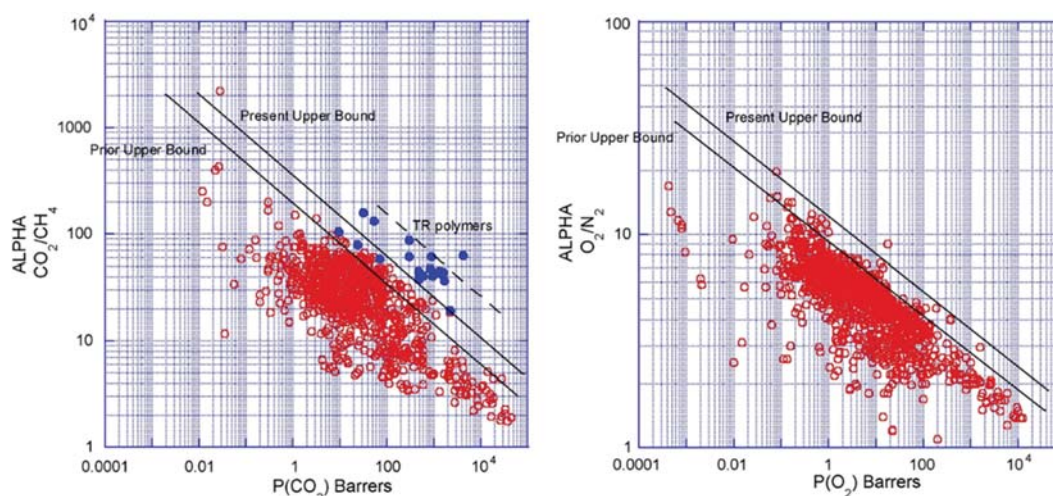 10⁴
1000
100
10
1
ALPHA
CO₂/CH₄
Present Upper Bound
Prior Upper Bound
TR polymers
0.0001
0.01
1
100
10⁴
P(CO₂) Barrers
100
10
1
ALPHA
O₂/N₂
Present Upper Bound
Prior Upper Bound
0.0001
0.01
1
100
10⁴
P(O₂) Barrers